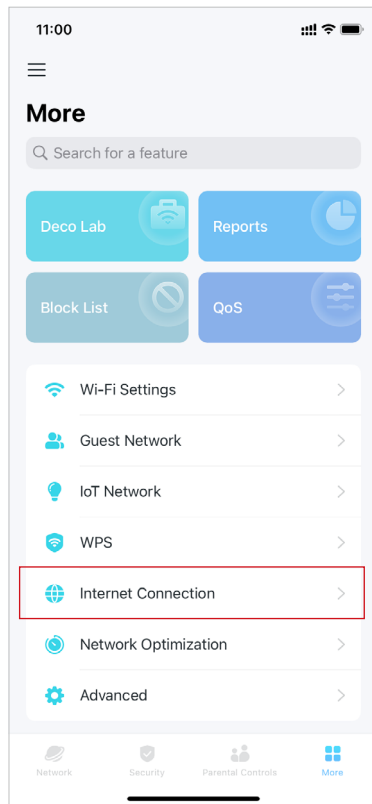 11:00
More
Search for a feature
Deco Lab
Reports
Block List
QoS
Wi-Fi Settings
Guest Network
IoT Network
WPS
Internet Connection
Network Optimization
Advanced
Network
Security
Parental Controls
More